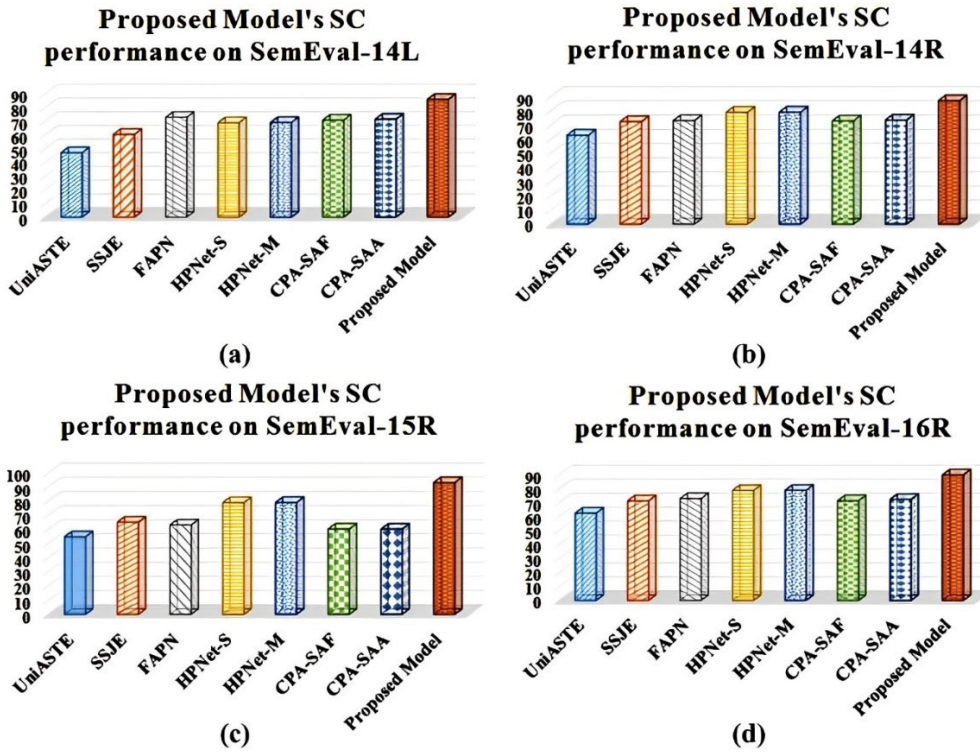 Proposed Model's SC
performance on SemEval-14L
90
80
70
60
50
40
30
20
10
0
UniASTE
SSJE
FAPN
HPNet-S
HPNet-M
CPA-SAF
CPA-SAA
Proposed Model
(a)
Proposed Model's SC
performance on SemEval-14R
90
80
70
60
50
40
30
20
10
0
UniASTE
SSJE
FAPN
HPNet-S
HPNet-M
CPA-SAF
CPA-SAA
Proposed Model
(b)
Proposed Model's SC
performance on SemEval-15R
100
90
80
70
60
50
40
30
20
10
0
UniASTE
SSJE
FAPN
HPNet-S
HPNet-M
CPA-SAF
CPA-SAA
Proposed Model
(c)
Proposed Model's SC
performance on SemEval-16R
90
80
70
60
50
40
30
20
10
0
UniASTE
SSJE
FAPN
HPNet-S
HPNet-M
CPA-SAF
CPA-SAA
Proposed Model
(d)